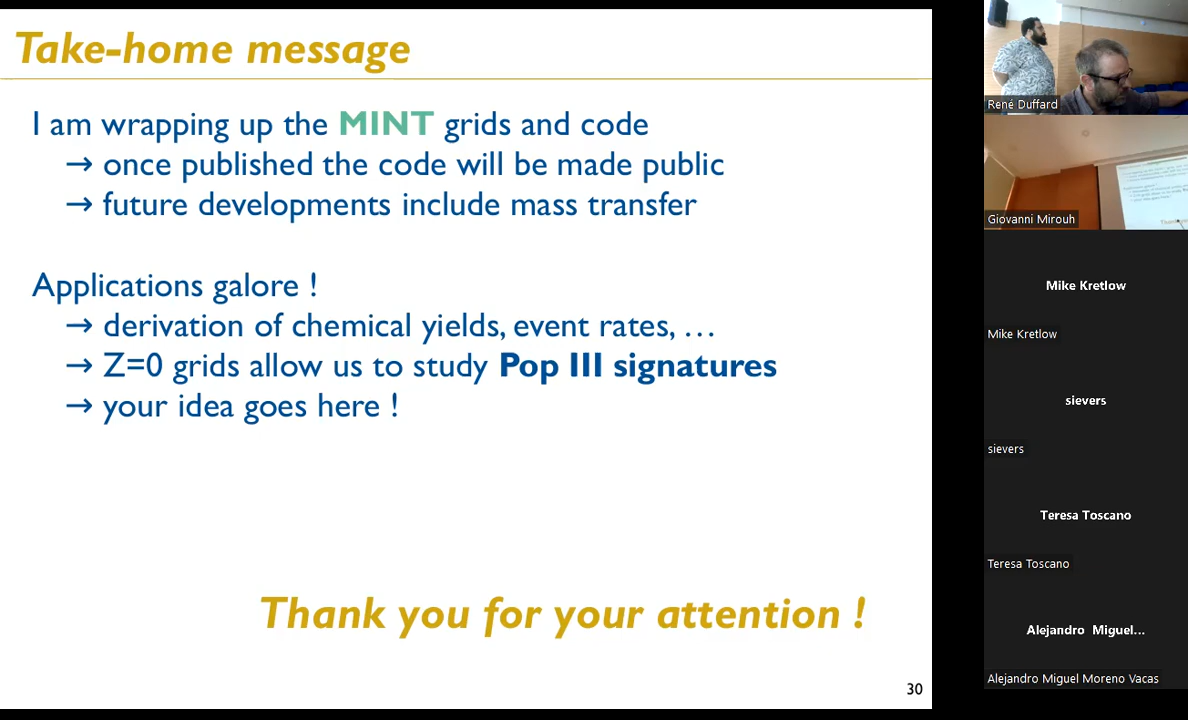 Take-home message
I am wrapping up the MINT grids and code
→ once published the code will be made public
→ future developments include mass transfer
Applications galore !
→ derivation of chemical yields, event rates, …
→ Z=0 grids allow us to study Pop III signatures
→ your idea goes here !
Thank you for your attention !
30
René Duffard
Giovanni Mirouh
Mike Kretlow
Mike Kretlow
sievers
sievers
Teresa Toscano
Teresa Toscano
Alejandro Miguel...
Alejandro Miguel Moreno Vacas